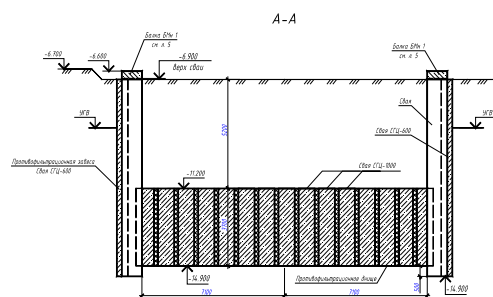 А-А
Балка БМн 1
см. л. 5
Балка БМн 1
см. л. 5
-6.700
-6.600
-6.900
верх сваи
УГВ
УГВ
Свая
Свая СГЦ-600
5200
Противофильтрационная завеса
Свая СГЦ-600
Свая СГЦ-1000
-11.200
-14.900
Противофильтрационное днище
500
-14.900
7100
7100